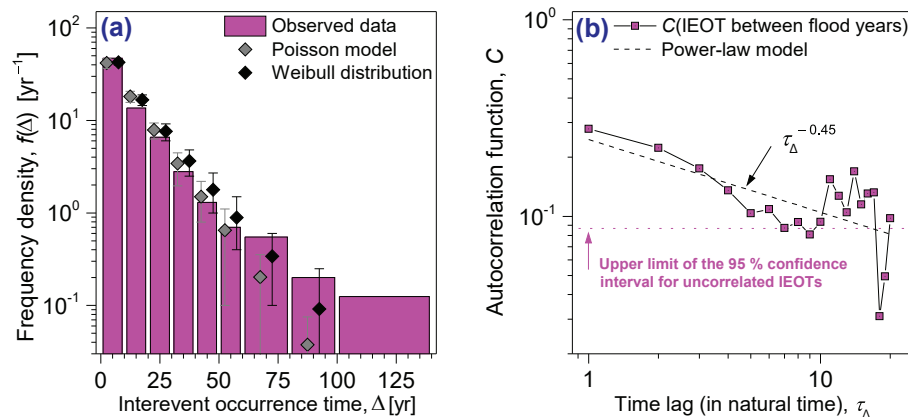 (a)
Observed data
Poisson model
Weibull distribution
Frequency density, f(Δ) [yr⁻¹]
10²
10¹
10⁰
10⁻¹
0 25 50 75 100 125
Interevent occurrence time, Δ [yr]
(b)
C(IEOT between flood years)
Power-law model
τ_Δ^−0.45
Autocorrelation function, C
10⁰
10⁻¹
10⁻²
Upper limit of the 95 % confidence
interval for uncorrelated IEOTs
1 10
Time lag (in natural time), τ_Δ